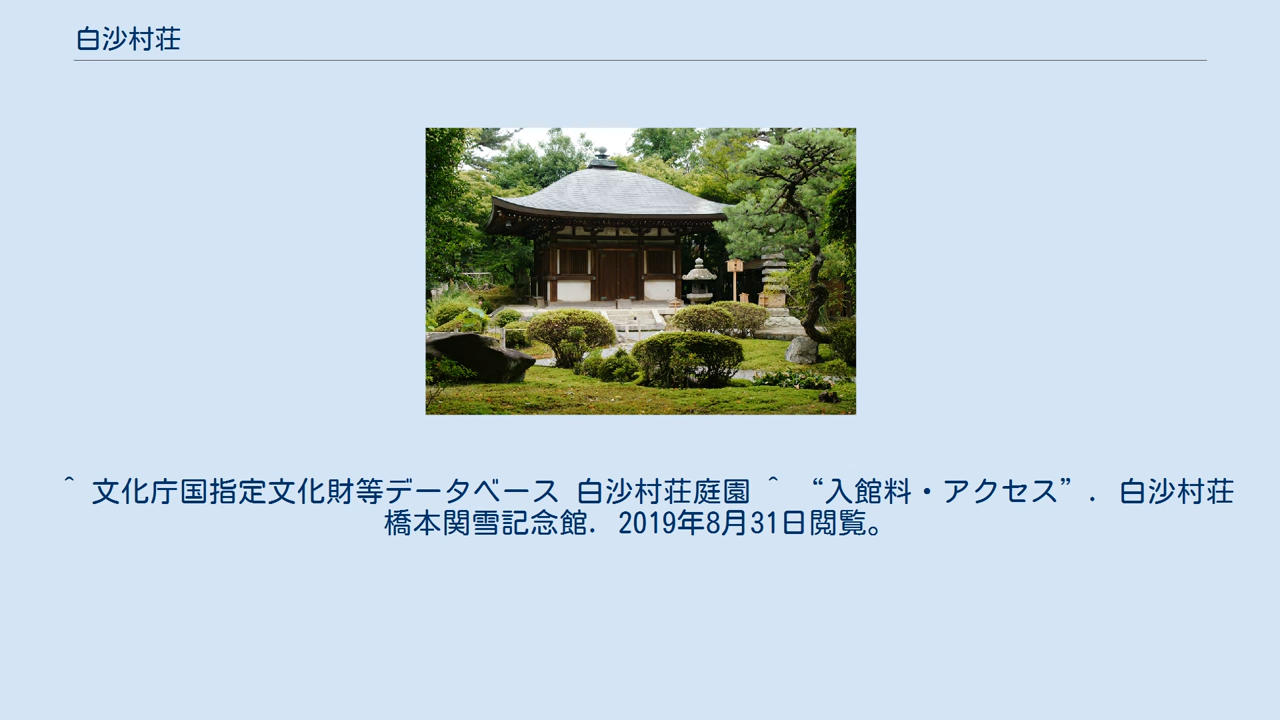 白沙村荘
^ 文化庁国指定文化財等データベース 白沙村荘庭園 ^ “入館料・アクセス”. 白沙村荘
橋本関雪記念館. 2019年8月31日閲覧。